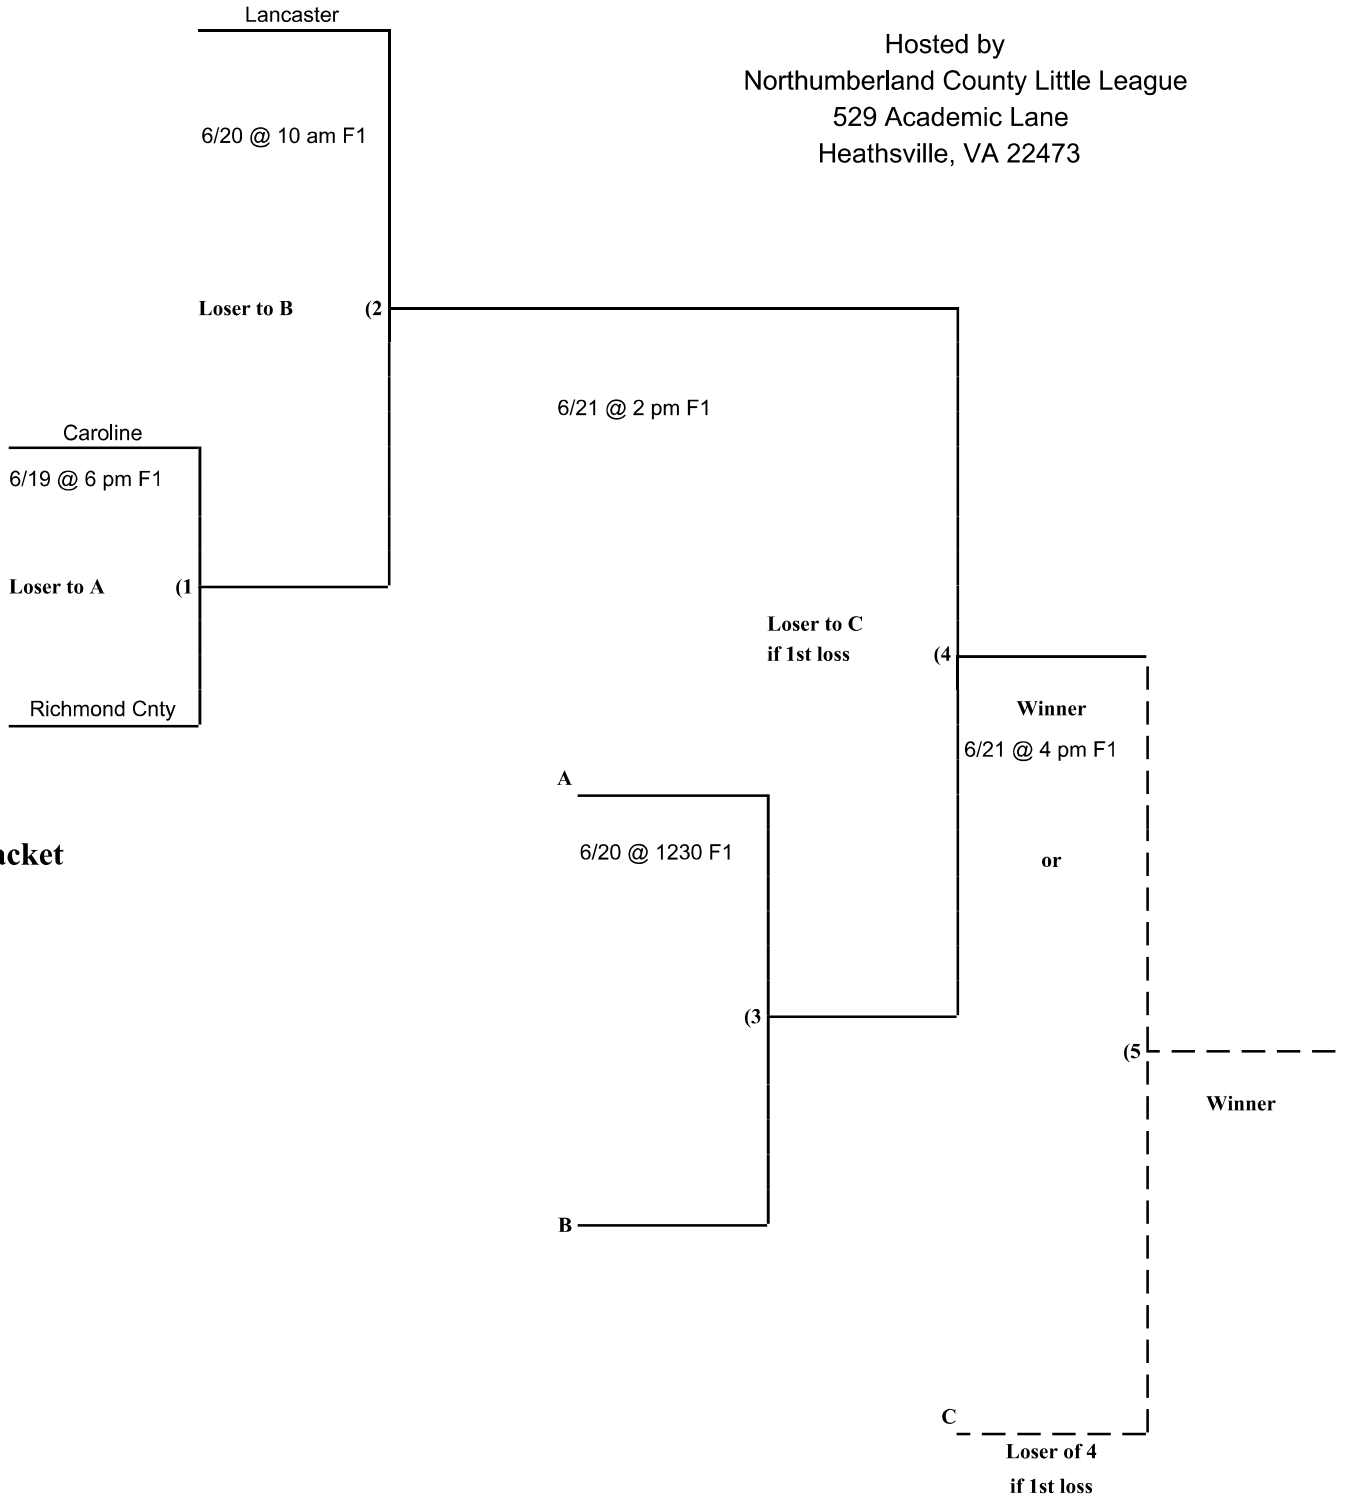 Lancaster
Hosted by
Northumberland County Little League
529 Academic Lane
Heathsville, VA 22473
6/20 @ 10 am F1
Loser to B
(2
6/21 @ 2 pm F1
Caroline
6/19 @ 6 pm F1
Loser to A
(1
Loser to C
if 1st loss
(4
Richmond Cnty
Winner
6/21 @ 4 pm F1
A
6/20 @ 1230 F1
acket
or
(3
(5
Winner
B
C
Loser of 4
if 1st loss